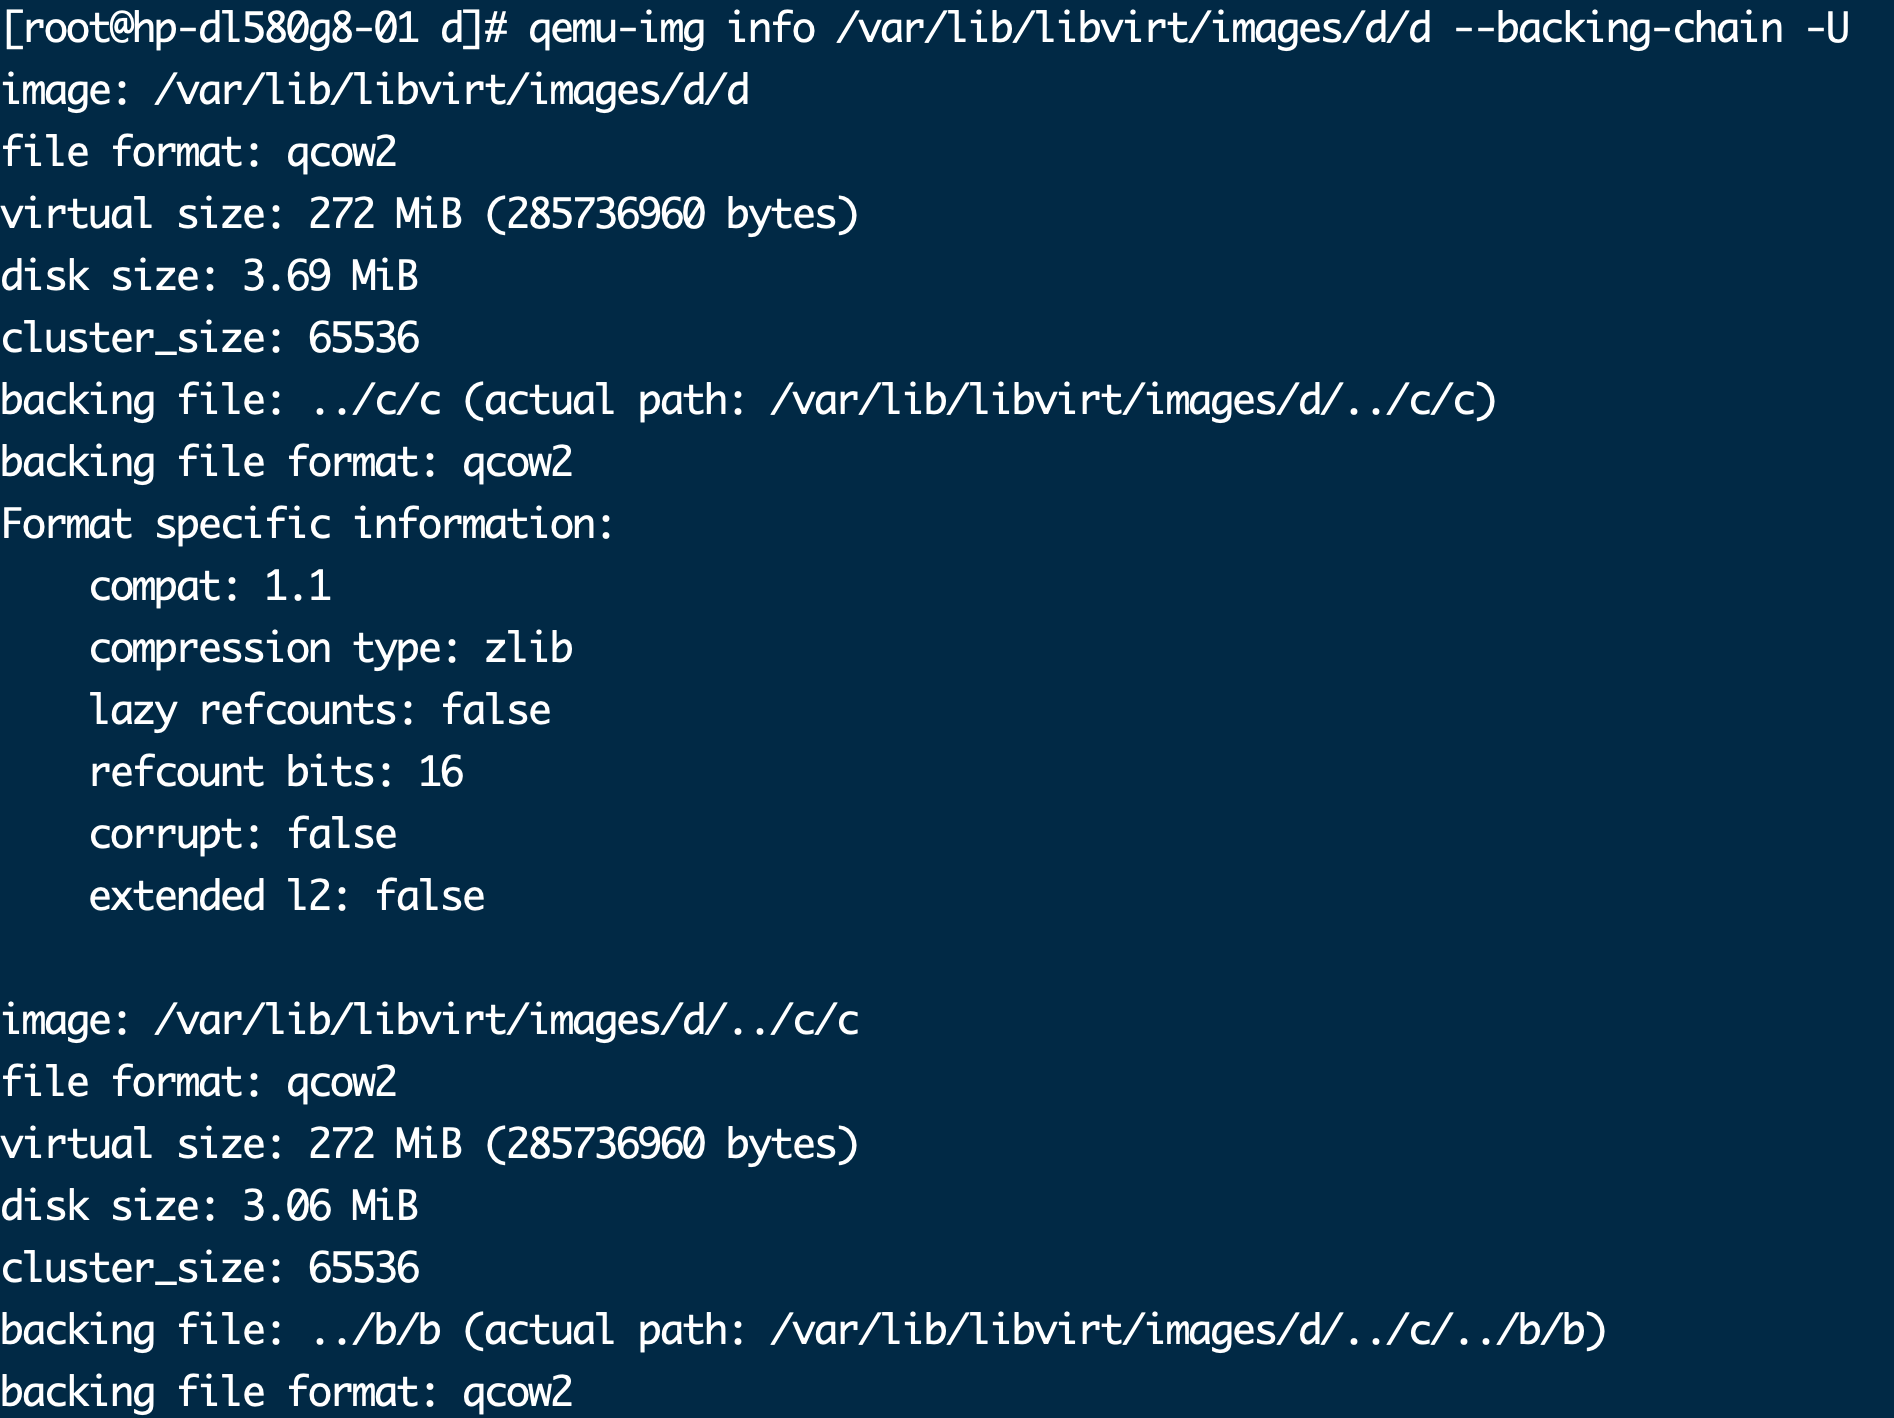 [root@hp-dl580g8-01 d]# qemu-img info /var/lib/libvirt/images/d/d --backing-chain -U
image: /var/lib/libvirt/images/d/d
file format: qcow2
virtual size: 272 MiB (285736960 bytes)
disk size: 3.69 MiB
cluster_size: 65536
backing file: ../c/c (actual path: /var/lib/libvirt/images/d/../c/c)
backing file format: qcow2
Format specific information:
    compat: 1.1
    compression type: zlib
    lazy refcounts: false
    refcount bits: 16
    corrupt: false
    extended l2: false

image: /var/lib/libvirt/images/d/../c/c
file format: qcow2
virtual size: 272 MiB (285736960 bytes)
disk size: 3.06 MiB
cluster_size: 65536
backing file: ../b/b (actual path: /var/lib/libvirt/images/d/../c/../b/b)
backing file format: qcow2